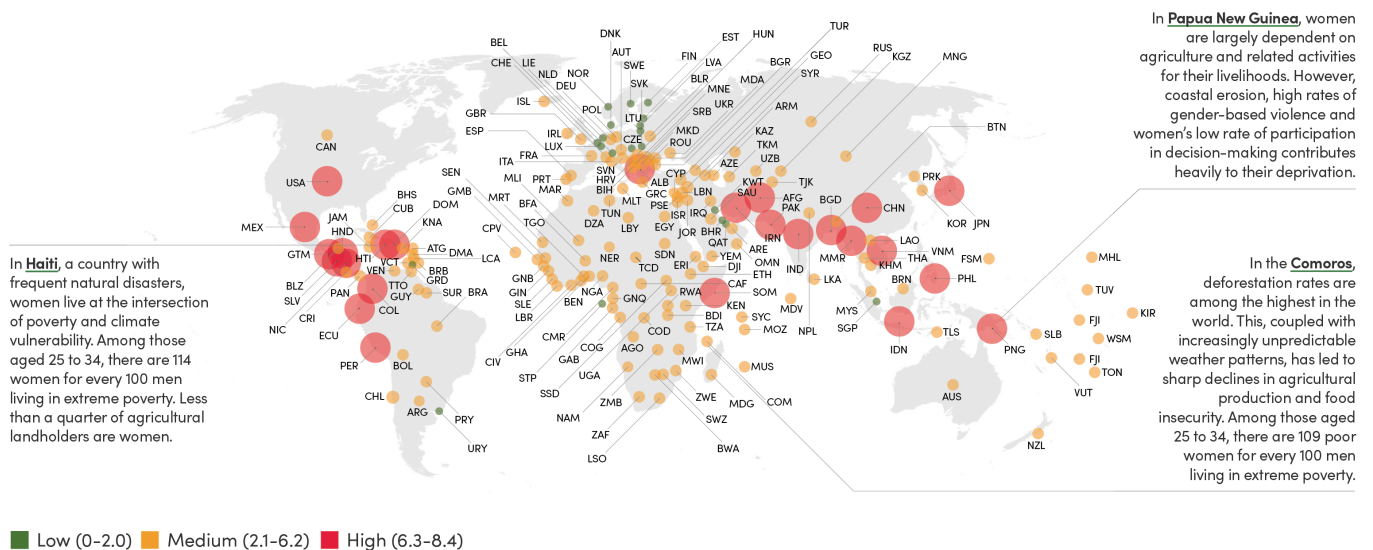 In Papua New Guinea, women
are largely dependent on
agriculture and related activities
for their livelihoods. However,
coastal erosion, high rates of
gender-based violence and
women's low rate of participation
in decision-making contributes
heavily to their deprivation.
In Haiti, a country with
frequent natural disasters,
women live at the intersection
of poverty and climate
vulnerability. Among those
aged 25 to 34, there are 114
women for every 100 men
living in extreme poverty. Less
than a quarter of agricultural
landholders are women.
In the Comoros,
deforestation rates are
among the highest in the
world. This, coupled with
increasingly unpredictable
weather patterns, has led to
sharp declines in agricultural
production and food
insecurity. Among those aged
25 to 34, there are 109 poor
women for every 100 men
living in extreme poverty.
CAN
USA
MEX
JAM
HND
GTM
BLZ
SLV
NIC
CRI
PAN
ECU
PER
BHS
CUB
DOM
KNA
ATG
DMA
LCA
HTI
VCT
VEN
BRB
GRD
TTO
GUY
SUR
BRA
COL
BOL
CHL
ARG
PRY
URY
BEL
CHE
LIE
NLD
DEU
NOR
DNK
AUT
SWE
SVK
FIN
EST
LVA
HUN
BLR
MNE
UKR
SRB
MDA
BGR
GEO
SYR
TUR
ARM
RUS
KGZ
MNG
BTN
ISL
GBR
ESP
IRL
LUX
FRA
ITA
POL
LTU
CZE
MKD
ROU
SVN
HRV
BIH
ALB
GRC
CYP
MLT
PRT
MAR
SEN
GMB
MLI
MRT
BFA
CPV
TGO
TUN
DZA
LBY
EGY
PSE
ISR
JOR
LBN
IRQ
BHR
QAT
KWT
SAU
AZE
KAZ
TKM
UZB
TJK
AFG
PAK
IRN
OMN
ARE
YEM
DJI
ETH
SOM
IND
NPL
LKA
MDV
BGD
MMR
CHN
PRK
KOR
JPN
LAO
VNM
THA
KHM
PHL
BRN
MYS
SGP
IDN
TLS
PNG
FSM
MHL
TUV
KIR
FJI
WSM
SLB
FJI
TON
VUT
AUS
NZL
NER
TCD
SDN
ERI
CAF
RWA
KEN
BDI
TZA
SYC
MOZ
MUS
COM
MDG
MWI
ZWE
SWZ
BWA
LSO
ZAF
NAM
ZMB
AGO
COD
UGA
SSD
GAB
COG
STP
CMR
GNQ
NGA
BEN
GHA
CIV
LBR
SLE
GIN
GNB
Low (0-2.0)
Medium (2.1-6.2)
High (6.3-8.4)